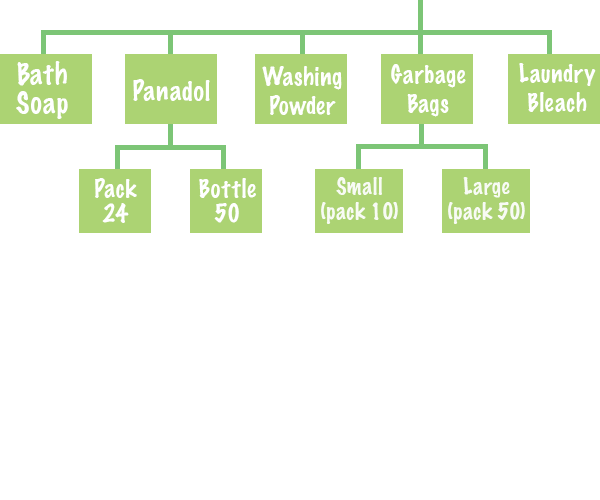 Bath
Soap
Panadol
Washing
Powder
Garbage
Bags
Laundry
Bleach
Pack
24
Bottle
50
Small
(pack 10)
Large
(pack 50)